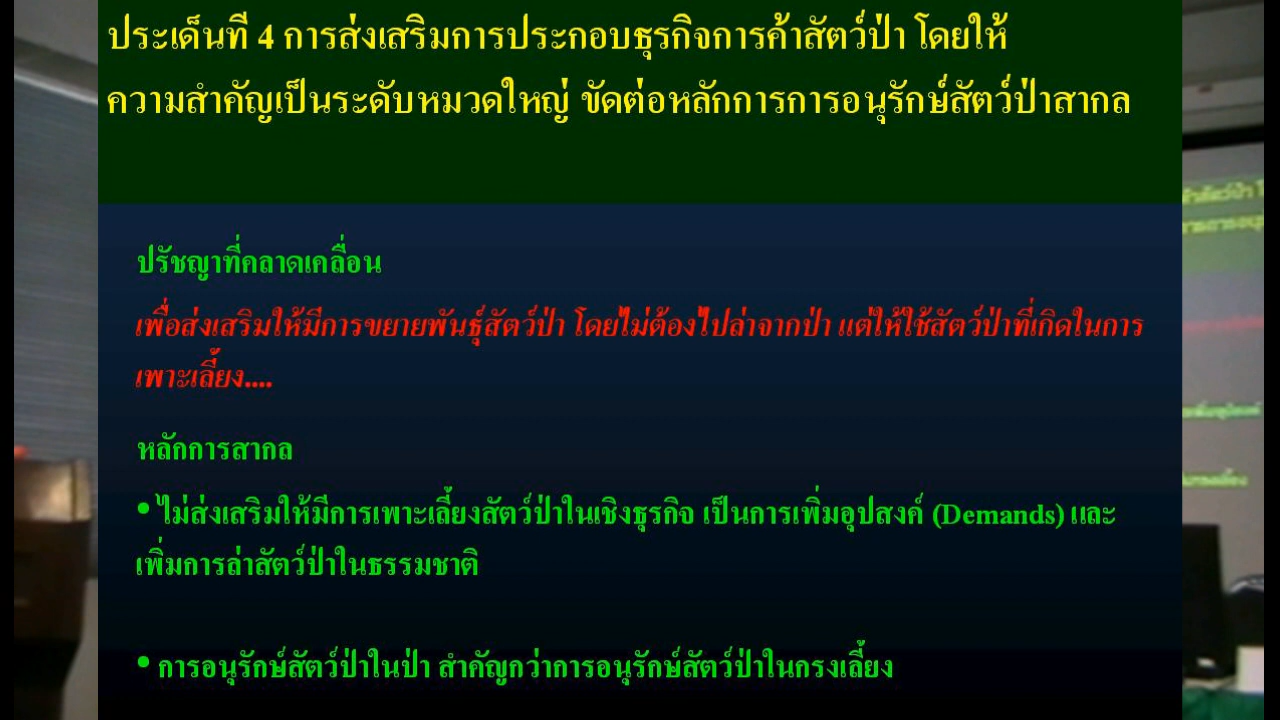 ประเด็นที่ 4 การส่งเสริมการประกอบธุรกิจการค้าสัตว์ป่า โดยให้
ความสำคัญเป็นระดับหมวดใหญ่ ขัดต่อหลักการการอนุรักษ์สัตว์ป่าสากล
ปรัชญาที่คลาดเคลื่อน
เพื่อส่งเสริมให้มีการขยายพันธุ์สัตว์ป่า โดยไม่ต้องไปล่าจากป่า แต่ให้ใช้สัตว์ป่าที่เกิดในการ
เพาะเลี้ยง....
หลักการสากล
• ไม่ส่งเสริมให้มีการเพาะเลี้ยงสัตว์ป่าในเชิงธุรกิจ เป็นการเพิ่มอุปสงค์ (Demands) และ
เพิ่มการล่าสัตว์ป่าในธรรมชาติ
• การอนุรักษ์สัตว์ป่าในป่า สำคัญกว่าการอนุรักษ์สัตว์ป่าในกรงเลี้ยง